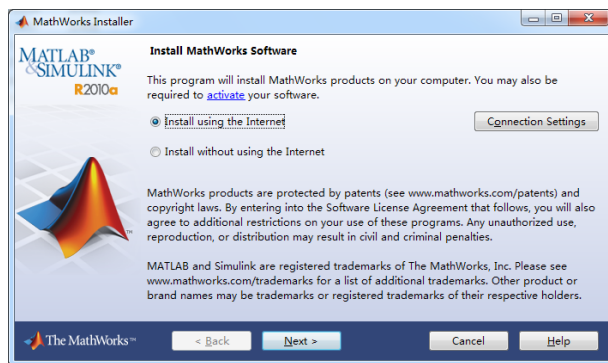 MathWorks Installer
MATLAB®
&SIMULINK®
R2010a
Install MathWorks Software
This program will install MathWorks products on your computer. You may also be
required to activate your software.
Install using the Internet
Connection Settings
Install without using the Internet
MathWorks products are protected by patents (see www.mathworks.com/patents) and
copyright laws. By entering into the Software License Agreement that follows, you will also
agree to additional restrictions on your use of these programs. Any unauthorized use,
reproduction, or distribution may result in civil and criminal penalties.
MATLAB and Simulink are registered trademarks of The MathWorks, Inc. Please see
www.mathworks.com/trademarks for a list of additional trademarks. Other product or
brand names may be trademarks or registered trademarks of their respective holders.
The MathWorks™
< Back
Next >
Cancel
Help